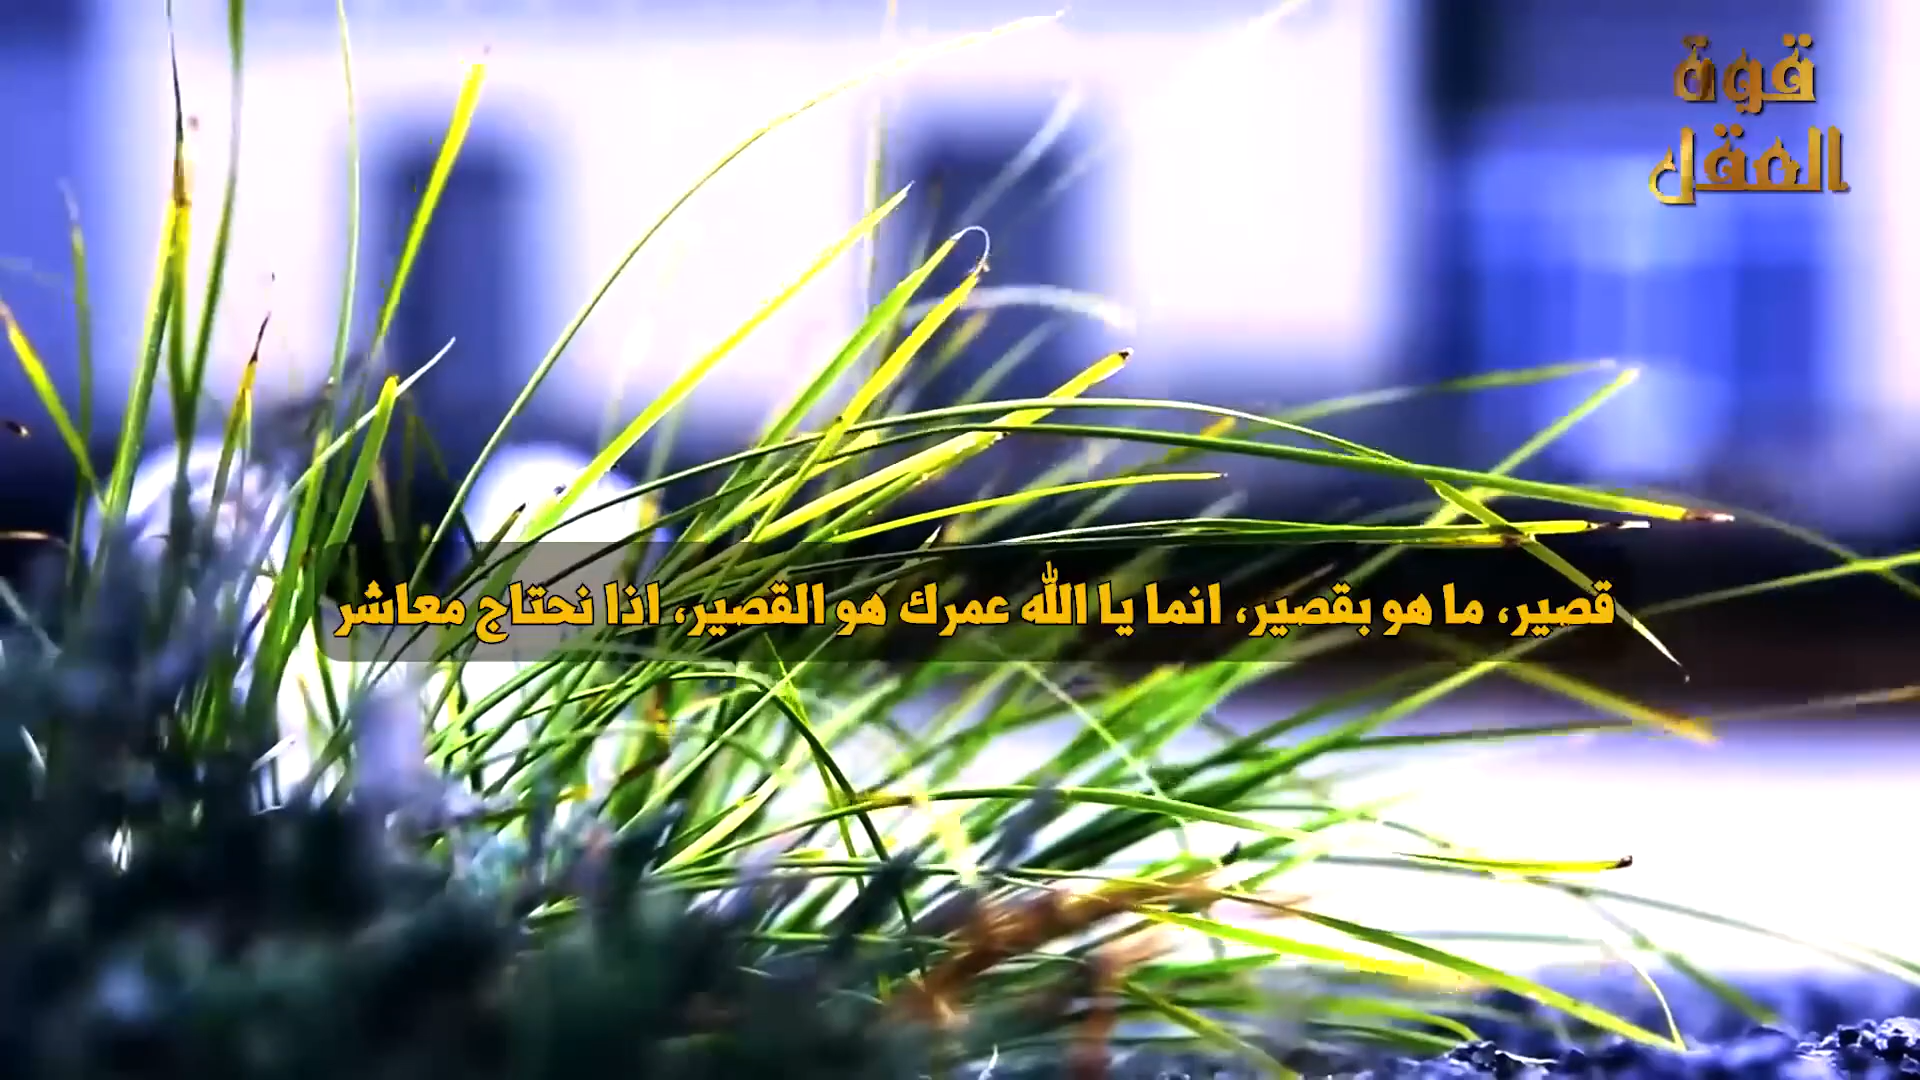 قوة
العقل
قصير، ما هو بقصير، انما يا الله عمرك هو القصير، اذا نحتاج معاشر